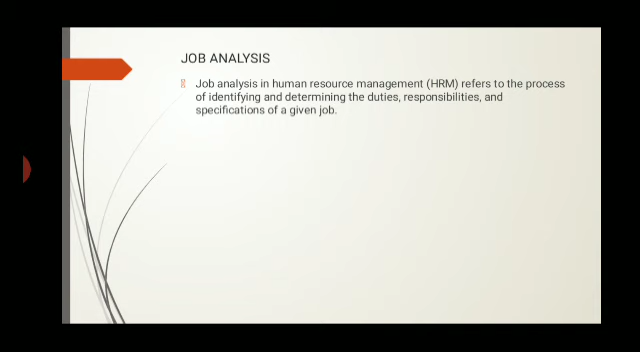 JOB ANALYSIS
Job analysis in human resource management (HRM) refers to the process
of identifying and determining the duties, responsibilities, and
specifications of a given job.